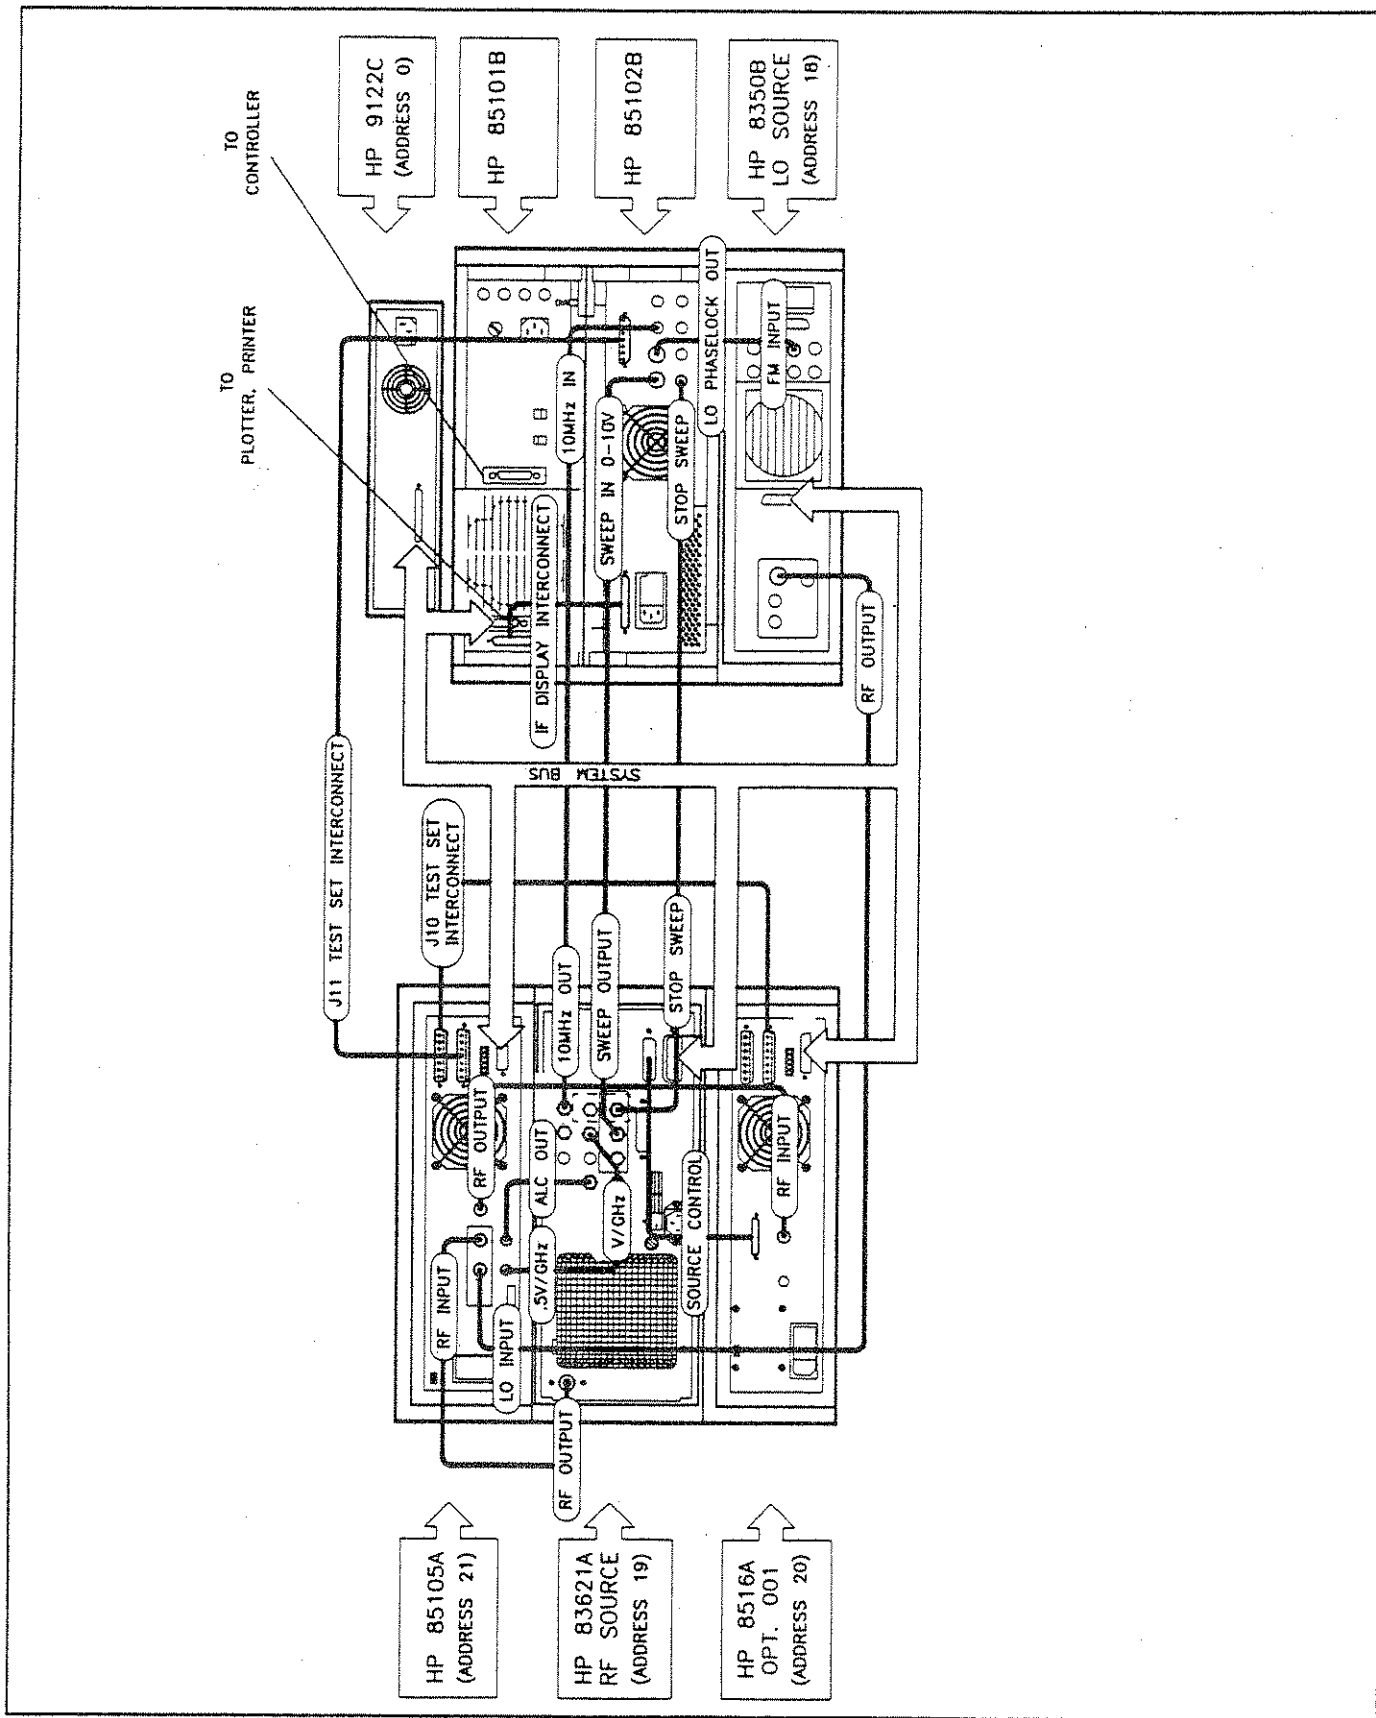 HP 85105A
(ADDRESS 21)
HP 83621A
RF SOURCE
(ADDRESS 19)
HP 8516A
OPT. 001
(ADDRESS 20)
RF INPUT
LO INPUT
RF OUTPUT
RF OUTPUT
.5V/GHz
ALC OUT
V/GHz
SOURCE CONTROL
RF INPUT
10MHz OUT
SWEEP OUTPUT
STOP SWEEP
J11 TEST SET INTERCONNECT
J10 TEST SET
INTERCONNECT
SYSTEM BUS
IF DISPLAY INTERCONNECT
10MHz IN
SWEEP IN 0-10V
STOP SWEEP
LO PHASELOCK OUT
FM INPUT
RF OUTPUT
TO
PLOTTER, PRINTER
TO
CONTROLLER
HP 9122C
(ADDRESS 0)
HP 85101B
HP 85102B
HP 8350B
LO SOURCE
(ADDRESS 18)